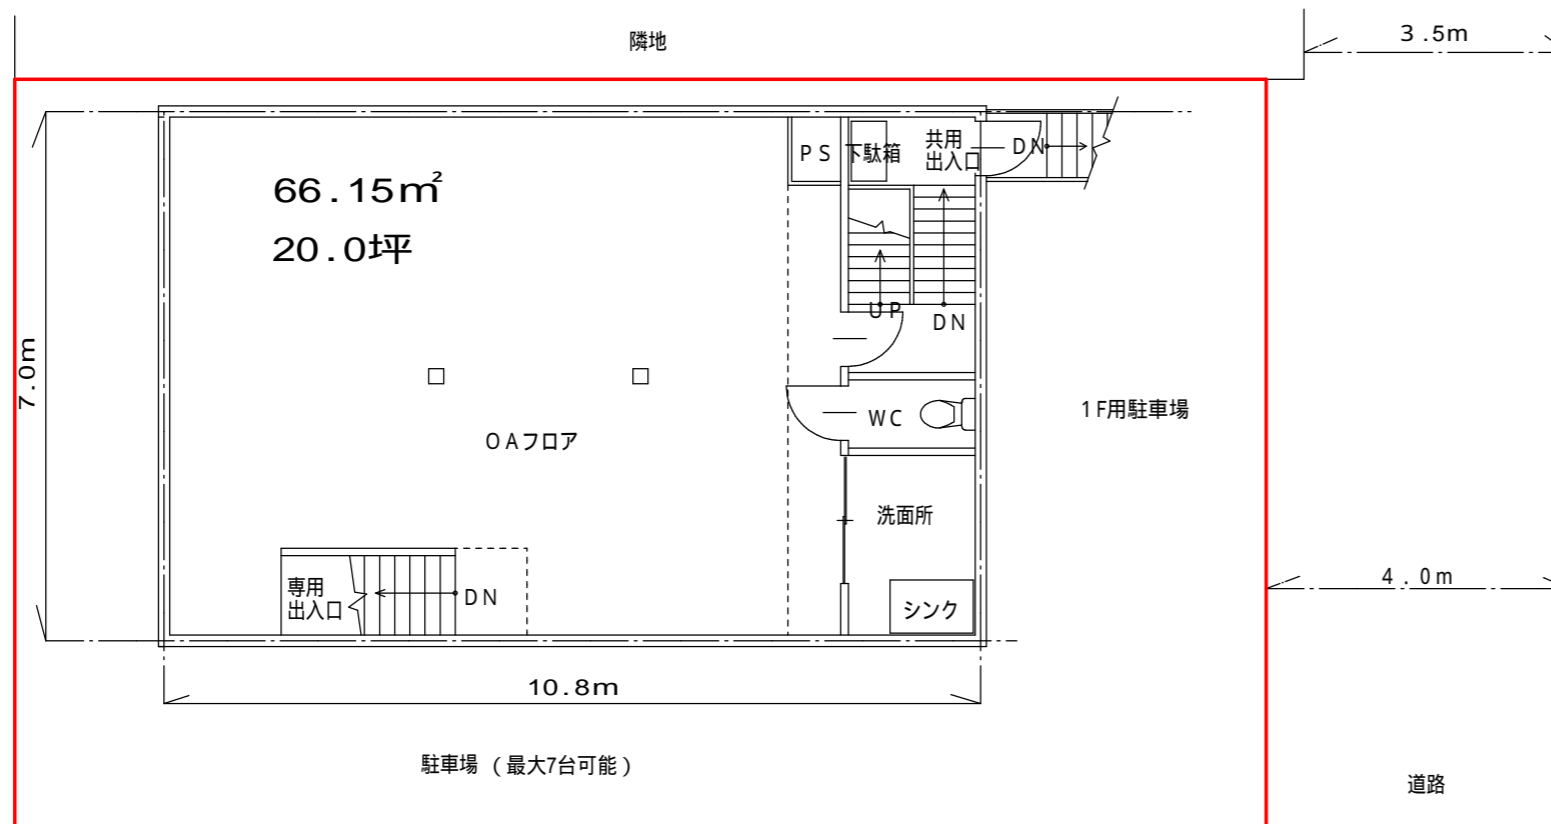 隣地
3.5m
PS
下駄箱
共用
出入口
DN
66.15㎡
20.0坪
UP
DN
7.0m
WC
1F用駐車場
OAフロア
洗面所
専用
出入口
DN
シンク
4.0m
10.8m
駐車場（最大7台可能）
道路